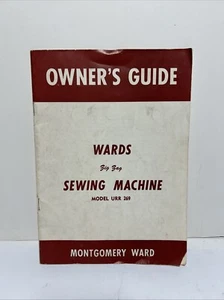 OWNER'S GUIDE
WARDS
Zig Zag
SEWING MACHINE
MODEL URR 269
MONTGOMERY WARD